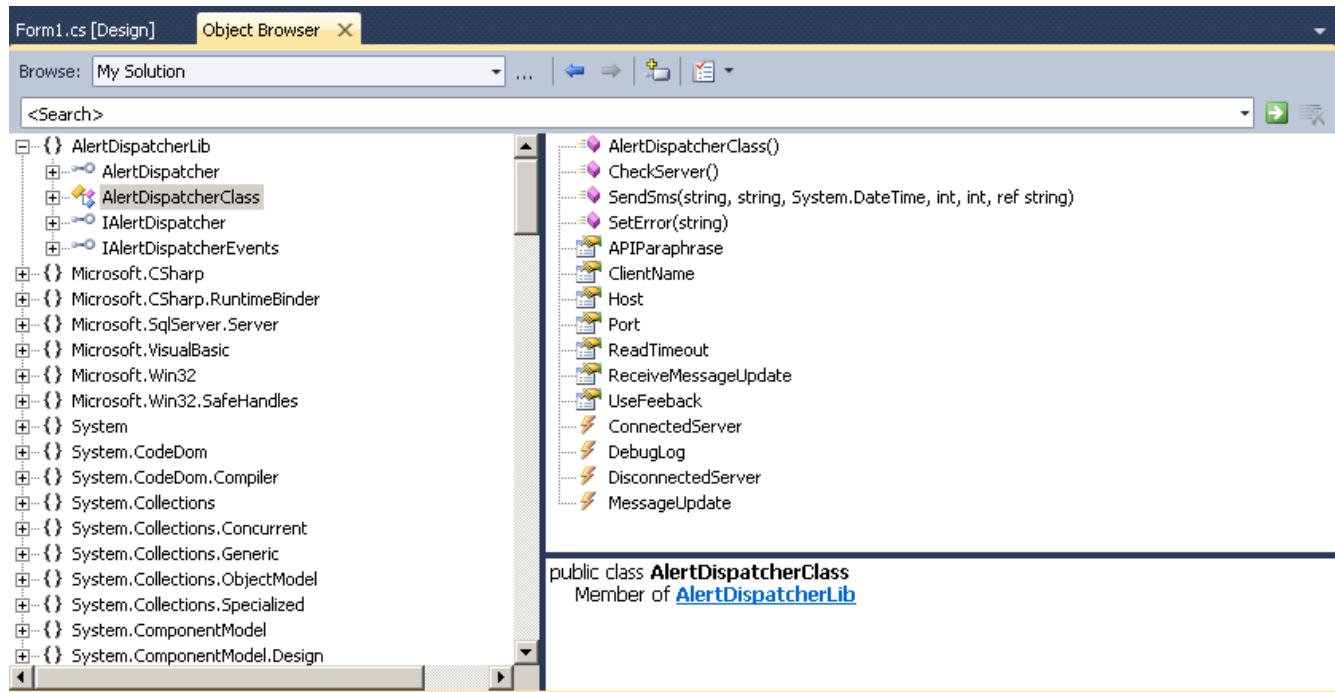 Form1.cs [Design]
Object Browser
Browse:
My Solution
...
<Search>
{} AlertDispatcherLib
AlertDispatcher
AlertDispatcherClass
IAlertDispatcher
IAlertDispatcherEvents
{} Microsoft.CSharp
{} Microsoft.CSharp.RuntimeBinder
{} Microsoft.SqlServer.Server
{} Microsoft.VisualBasic
{} Microsoft.Win32
{} Microsoft.Win32.SafeHandles
{} System
{} System.CodeDom
{} System.CodeDom.Compiler
{} System.Collections
{} System.Collections.Concurrent
{} System.Collections.Generic
{} System.Collections.ObjectModel
{} System.Collections.Specialized
{} System.ComponentModel
{} System.ComponentModel.Design
AlertDispatcherClass()
CheckServer()
SendSms(string, string, System.DateTime, int, int, ref string)
SetError(string)
APIParaphrase
ClientName
Host
Port
ReadTimeout
ReceiveMessageUpdate
UseFeeback
ConnectedServer
DebugLog
DisconnectedServer
MessageUpdate
public class AlertDispatcherClass
Member of AlertDispatcherLib